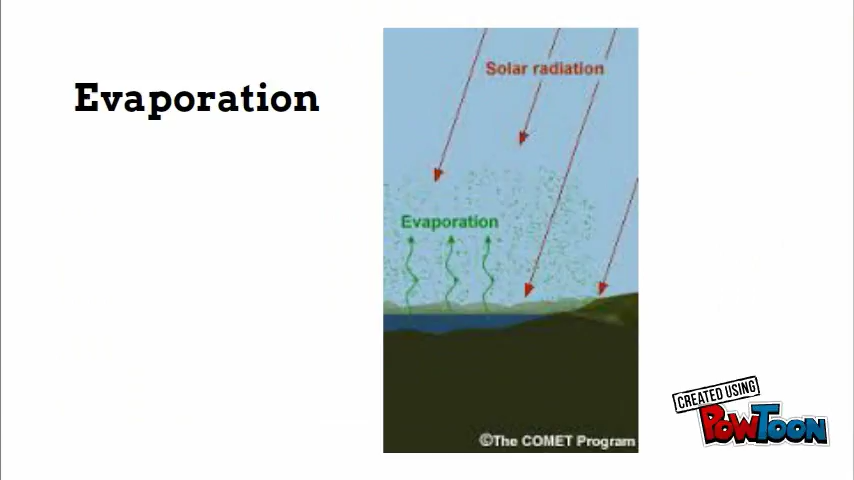 Evaporation
Solar radiation
Evaporation
©The COMET Program
CREATED USING
POWTOON